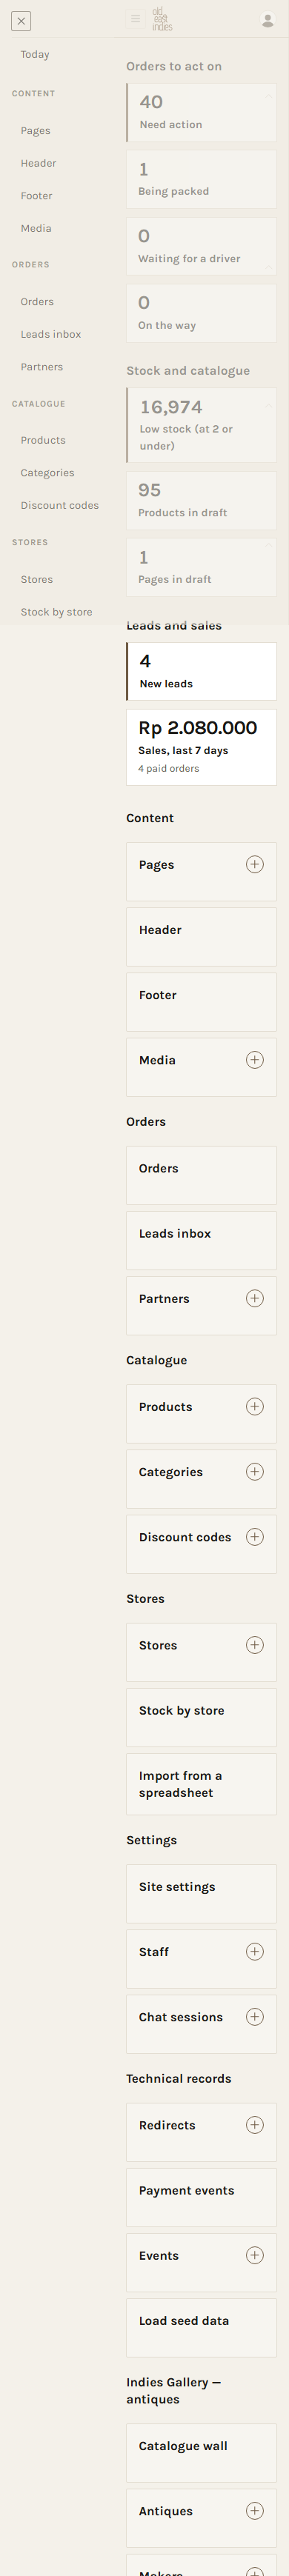 old
east
indies
Today
CONTENT
Pages
Header
Footer
Media
ORDERS
Orders
Leads inbox
Partners
CATALOGUE
Products
Categories
Discount codes
STORES
Stores
Stock by store
Orders to act on
40
Need action
1
Being packed
0
Waiting for a driver
0
On the way
Stock and catalogue
16,974
Low stock (at 2 or
under)
95
Products in draft
1
Pages in draft
Leads and sales
4
New leads
Rp 2.080.000
Sales, last 7 days
4 paid orders
Content
Pages
Header
Footer
Media
Orders
Orders
Leads inbox
Partners
Catalogue
Products
Categories
Discount codes
Stores
Stores
Stock by store
Import from a
spreadsheet
Settings
Site settings
Staff
Chat sessions
Technical records
Redirects
Payment events
Events
Load seed data
Indies Gallery —
antiques
Catalogue wall
Antiques
Makers